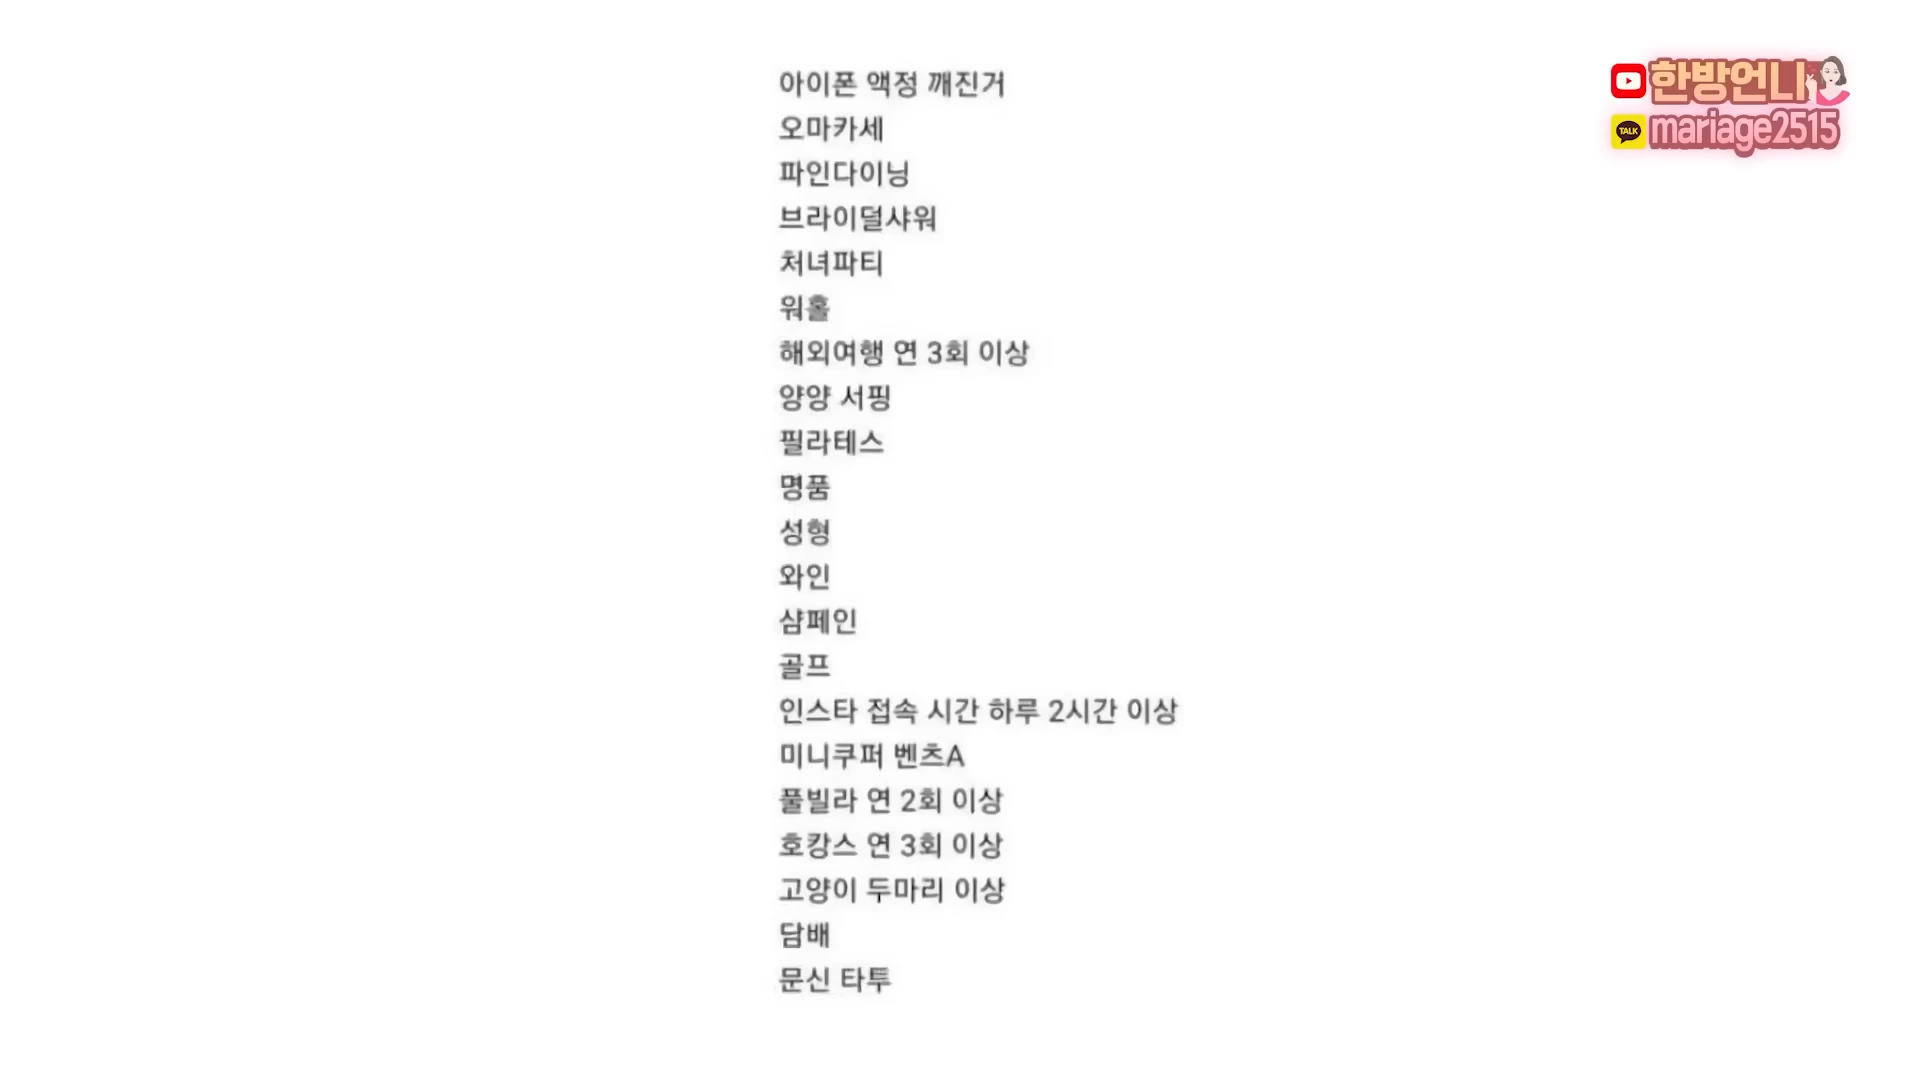 아이폰 액정 깨진거
오마카세
파인다이닝
브라이덜샤워
처녀파티
워홀
해외여행 연 3회 이상
양양 서핑
필라테스
명품
성형
와인
샴페인
골프
인스타 접속 시간 하루 2시간 이상
미니쿠퍼 벤츠A
풀빌라 연 2회 이상
호캉스 연 3회 이상
고양이 두마리 이상
담배
문신 타투
한방언니
TALK mariage2515